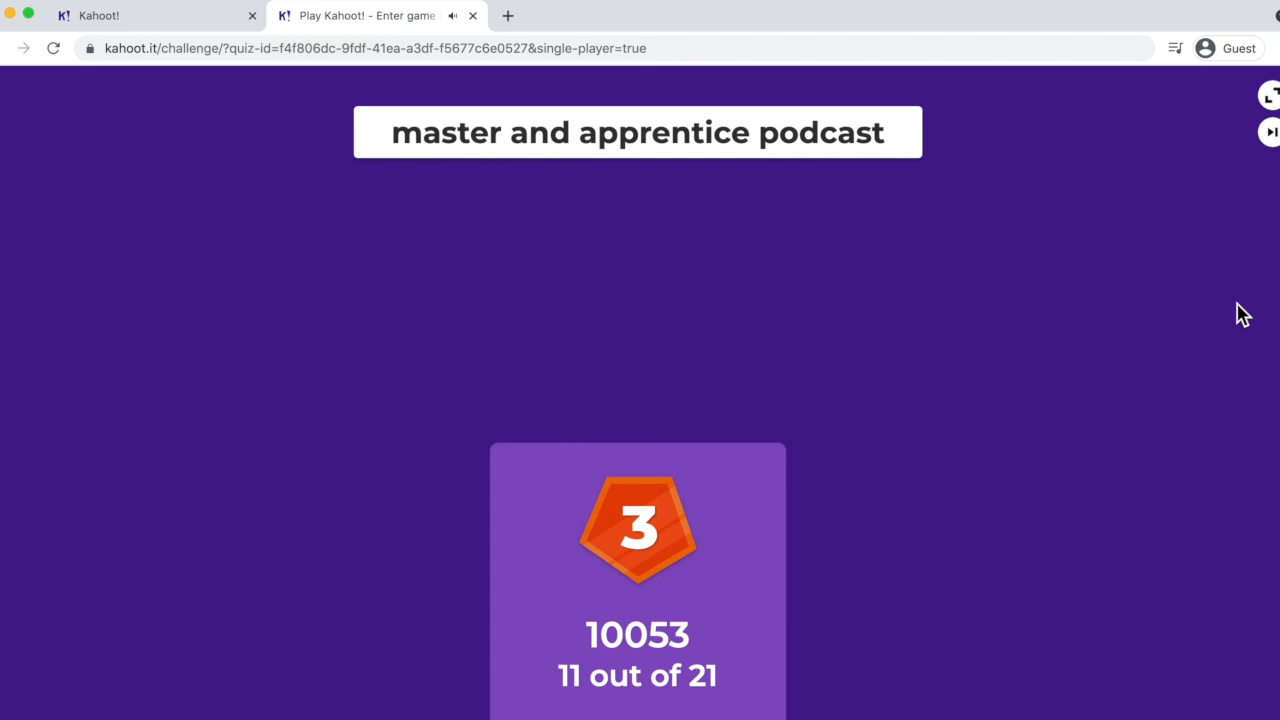 K! Kahoot!
K! Play Kahoot! - Enter game
kahoot.it/challenge/?quiz-id=f4f806dc-9fdf-41ea-a3df-f5677c6e0527&single-player=true
Guest
master and apprentice podcast
3
10053
11 out of 21